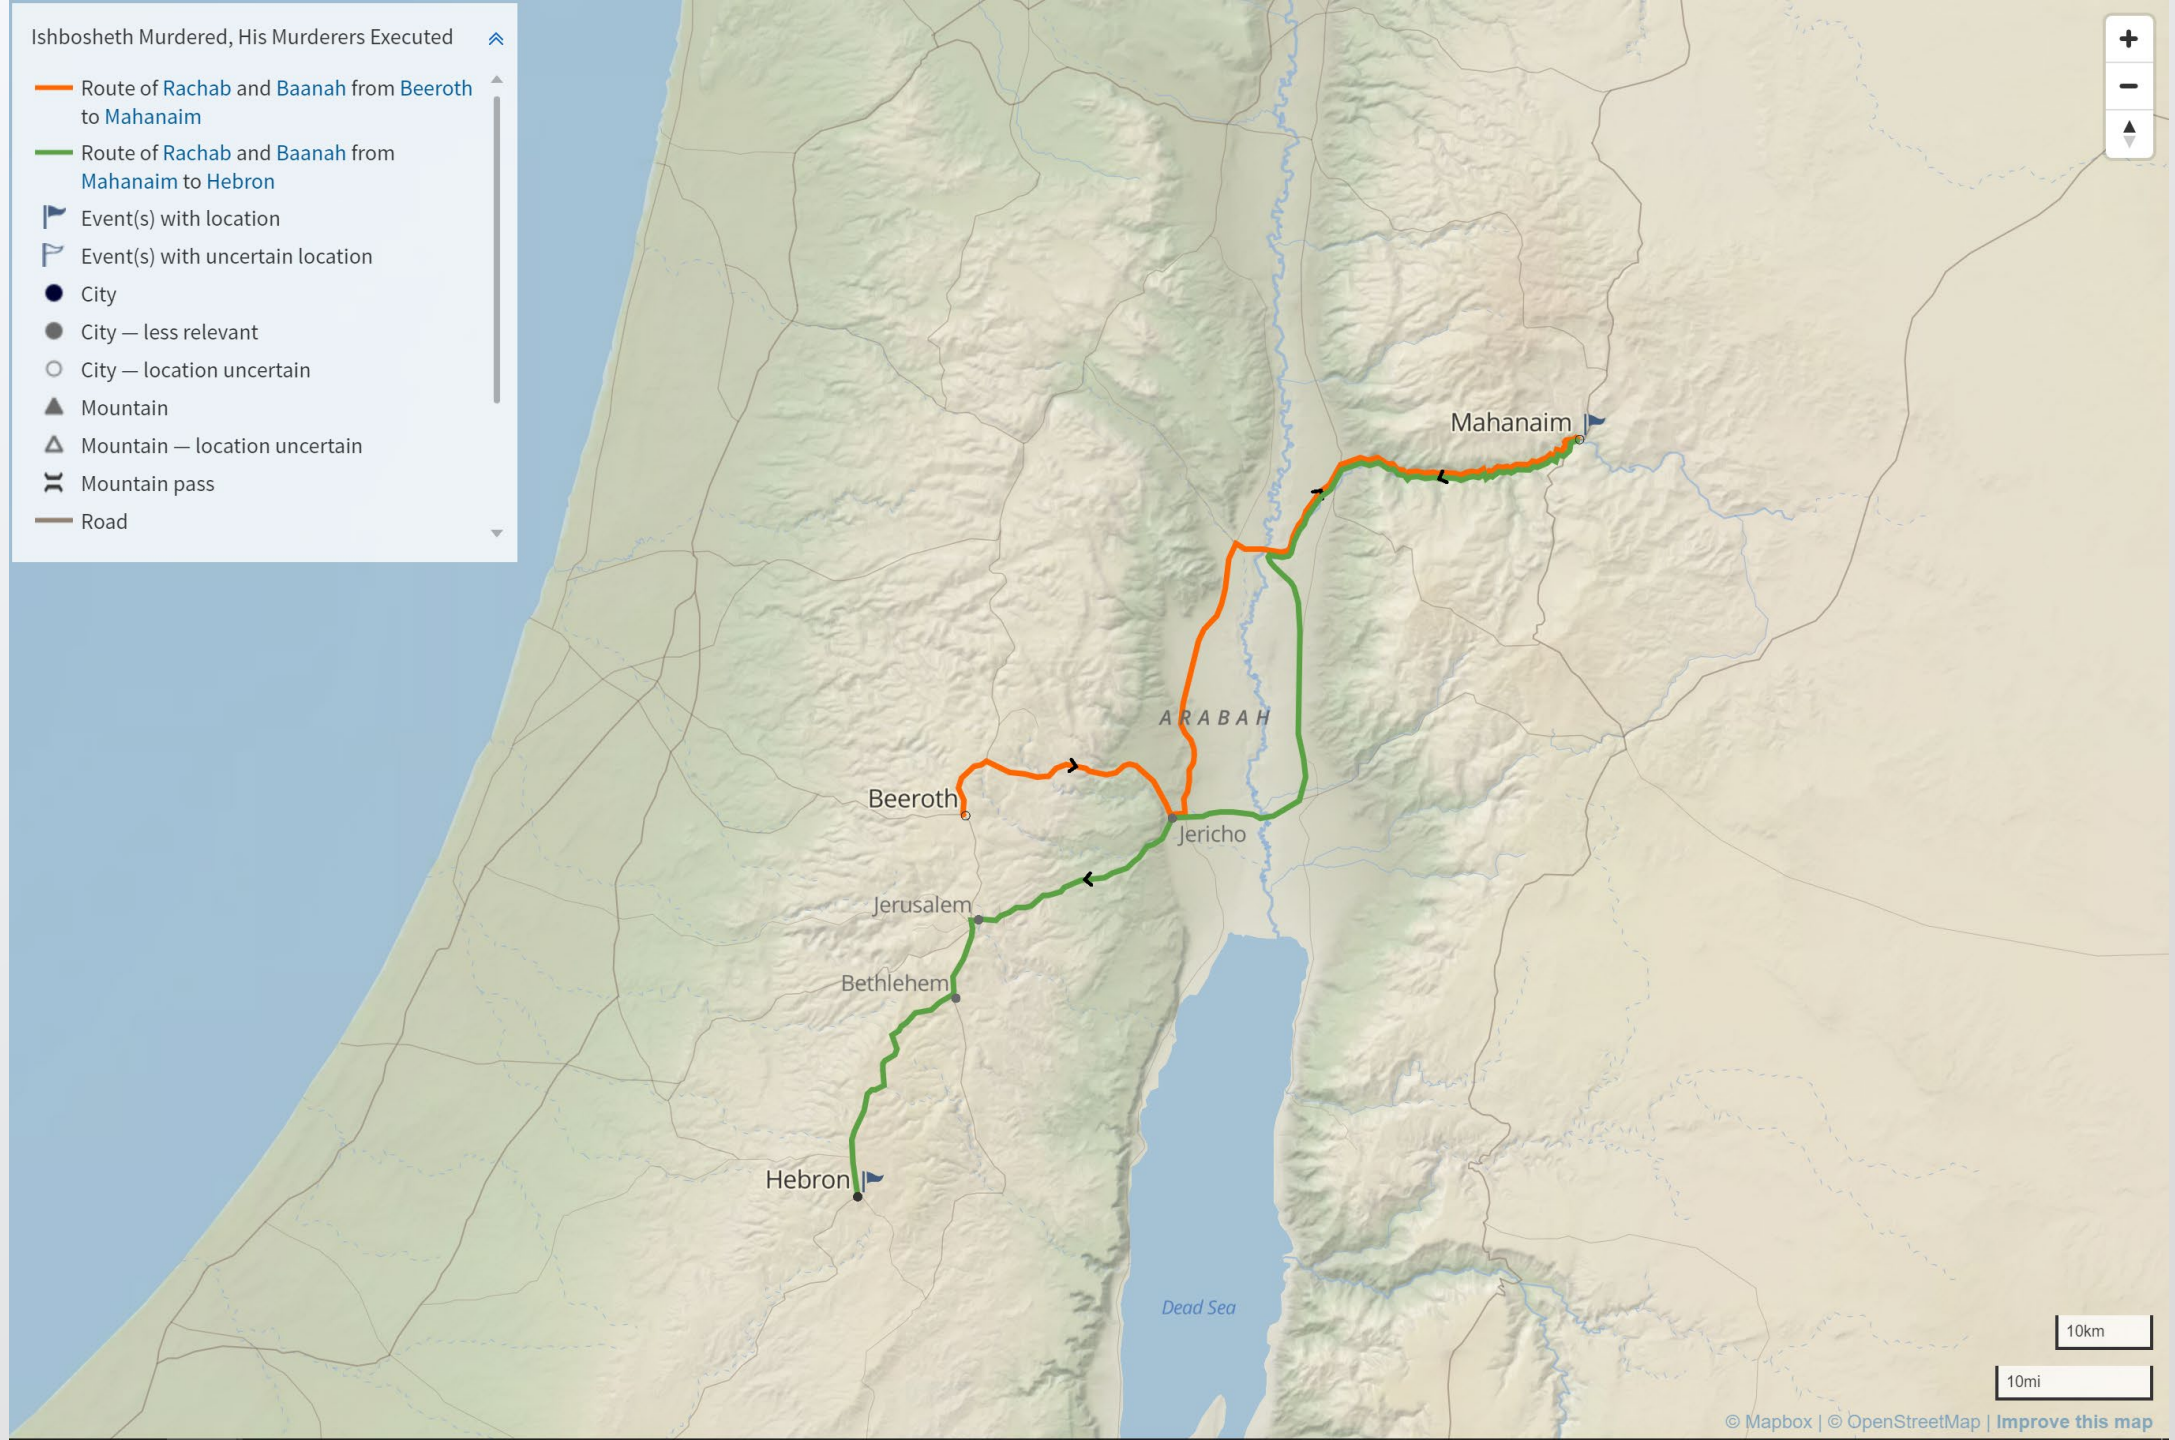 Ishbosheth Murdered, His Murderers Executed
Route of Rachab and Baanah from Beeroth
to Mahanaim
Route of Rachab and Baanah from
Mahanaim to Hebron
Event(s) with location
Event(s) with uncertain location
City
City — less relevant
City — location uncertain
Mountain
Mountain — location uncertain
Mountain pass
Road
Mahanaim
ARABAH
Beeroth
Jericho
Jerusalem
Bethlehem
Hebron
Dead Sea
10km
10mi
© Mapbox | © OpenStreetMap | Improve this map